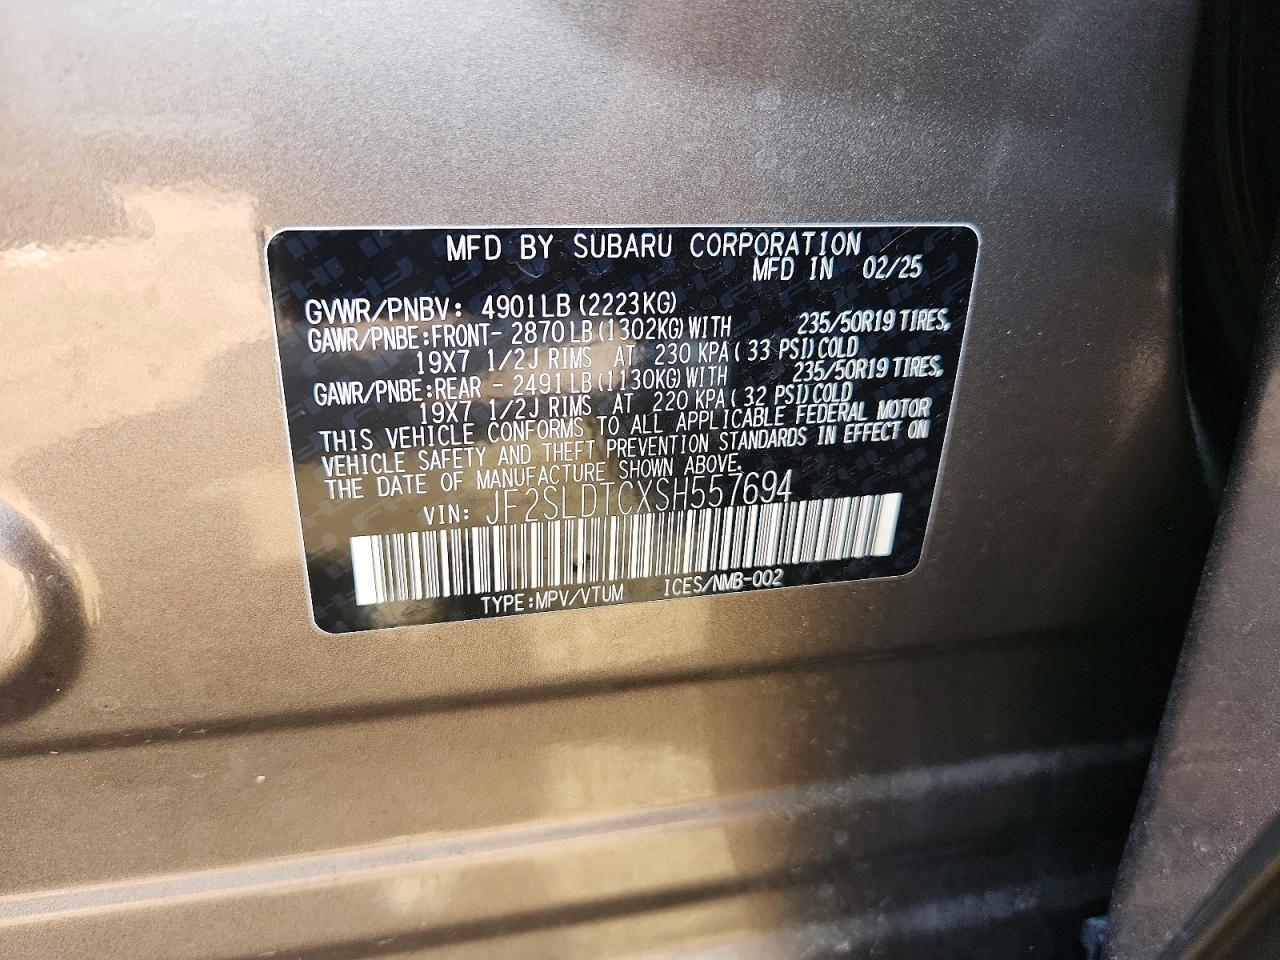 MFD BY SUBARU CORPORATION
MFD IN 02/25
GVWR/PNBV: 4901LB (2223KG)
GAWR/PNBE:FRONT- 2870LB (1302KG) WITH 235/50R19 TIRES,
19X7 1/2J RIMS AT 230 KPA ( 33 PSI) COLD
GAWR/PNBE:REAR - 2491LB (1130KG) WITH 235/50R19 TIRES,
19X7 1/2J RIMS AT 220 KPA ( 32 PSI) COLD
THIS VEHICLE CONFORMS TO ALL APPLICABLE FEDERAL MOTOR
VEHICLE SAFETY AND THEFT PREVENTION STANDARDS IN EFFECT ON
THE DATE OF MANUFACTURE SHOWN ABOVE.
VIN: JF2SLDTCXSH557694
TYPE:MPV/VTUM ICES/NMB-002